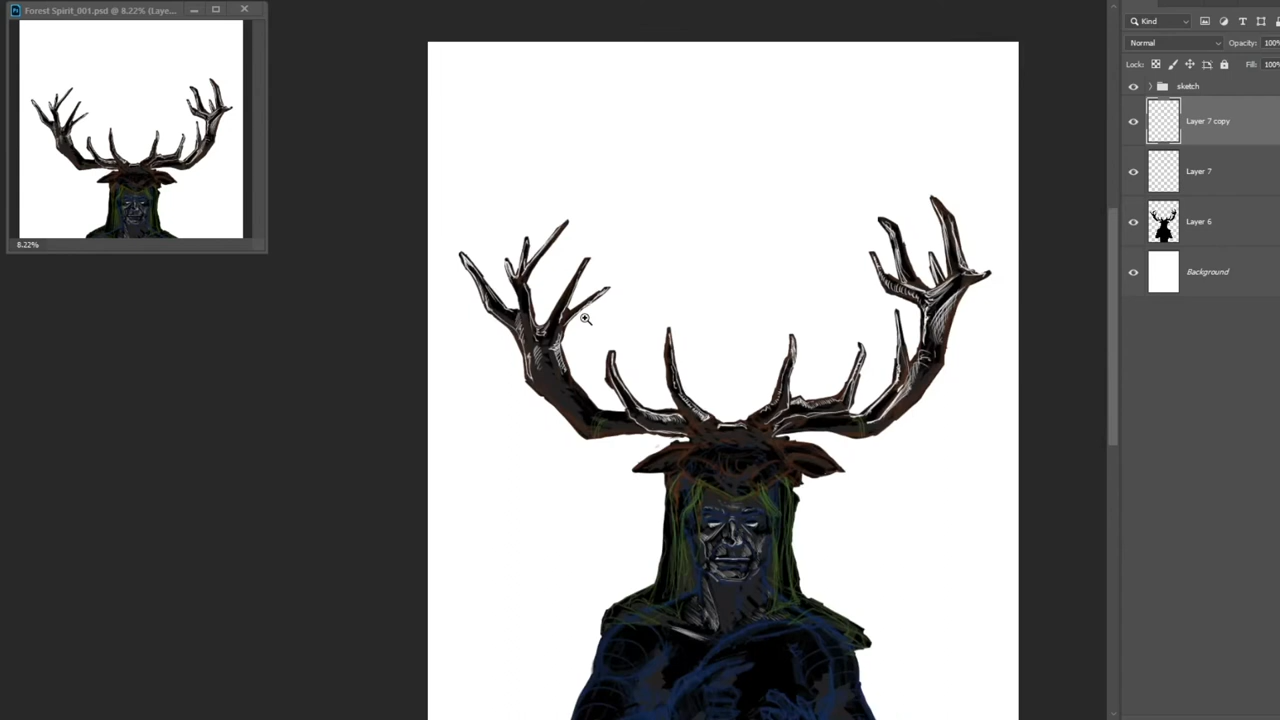 Forest Spirit_001.psd @ 8.22% (Laye...
8.22%
Kind
Normal
Opacity: 100%
Lock:
Fill: 100%
sketch
Layer 7 copy
Layer 7
Layer 6
Background